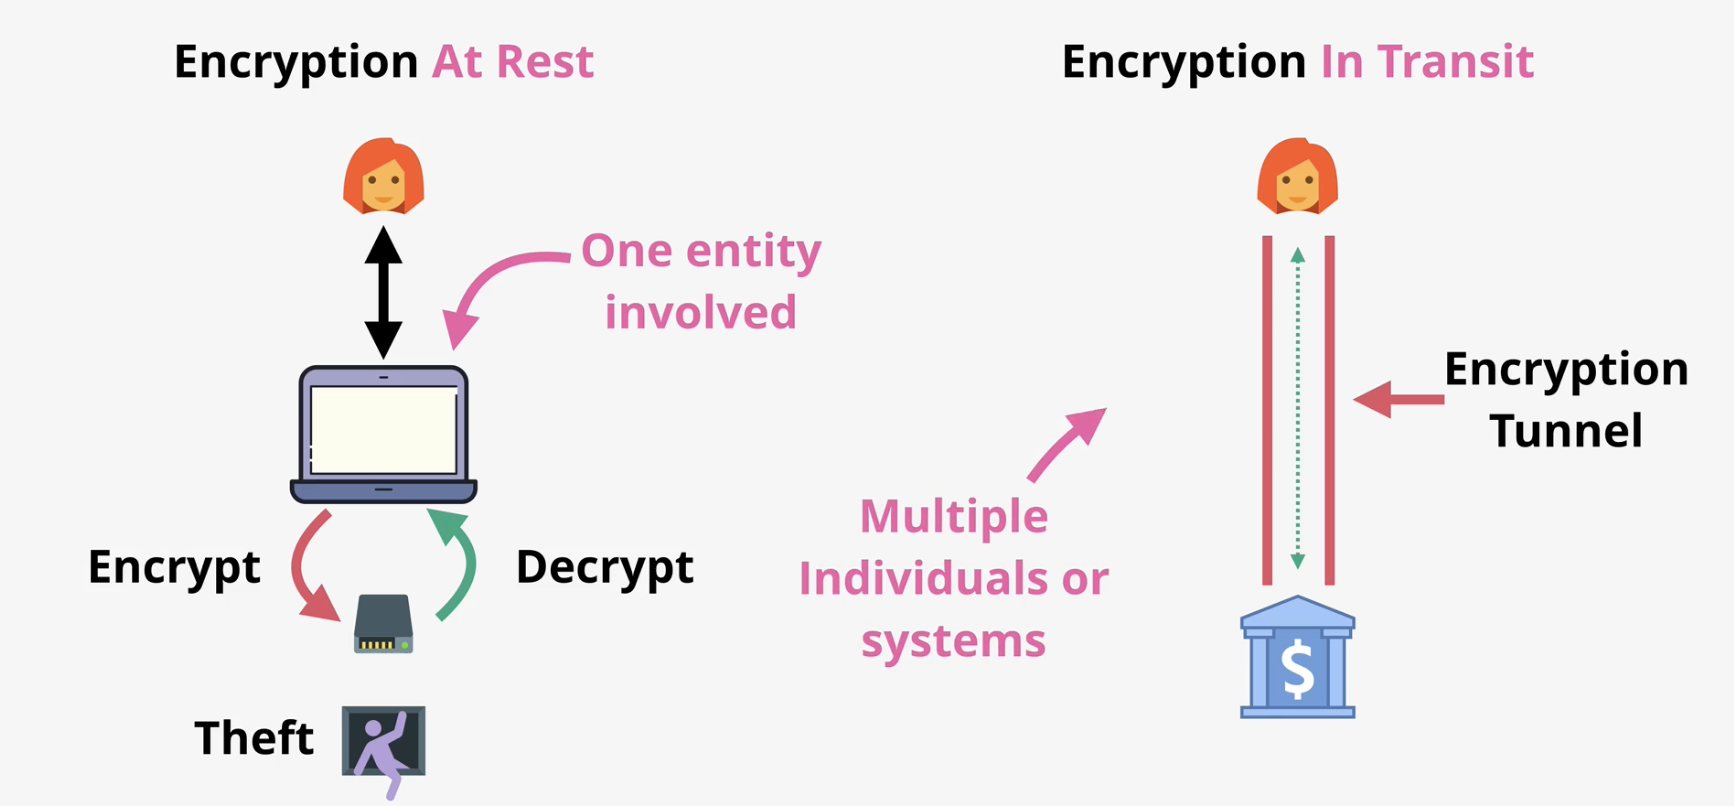 Encryption At Rest
One entity
involved
Encrypt
Decrypt
Theft
Encryption In Transit
Encryption
Tunnel
Multiple
Individuals or
systems
$